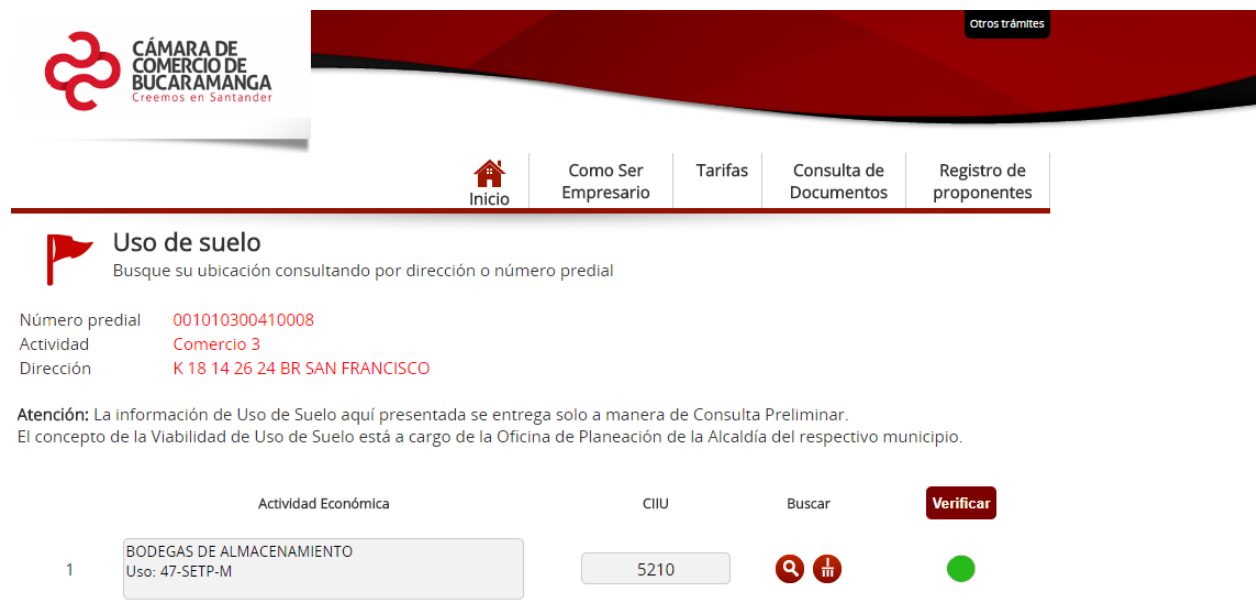 Otros trámites
CÁMARA DE
COMERCIO DE
BUCARAMANGA
Creemos en Santander
Inicio
Como Ser
Empresario
Tarifas
Consulta de
Documentos
Registro de
proponentes
Uso de suelo
Busque su ubicación consultando por dirección o número predial
Número predial 001010300410008
Actividad Comercio 3
Dirección K 18 14 26 24 BR SAN FRANCISCO
Atención: La información de Uso de Suelo aquí presentada se entrega solo a manera de Consulta Preliminar.
El concepto de la Viabilidad de Uso de Suelo está a cargo de la Oficina de Planeación de la Alcaldía del respectivo municipio.
Actividad Económica CIIU Buscar Verificar
BODEGAS DE ALMACENAMIENTO
1 Uso: 47-SETP-M 5210